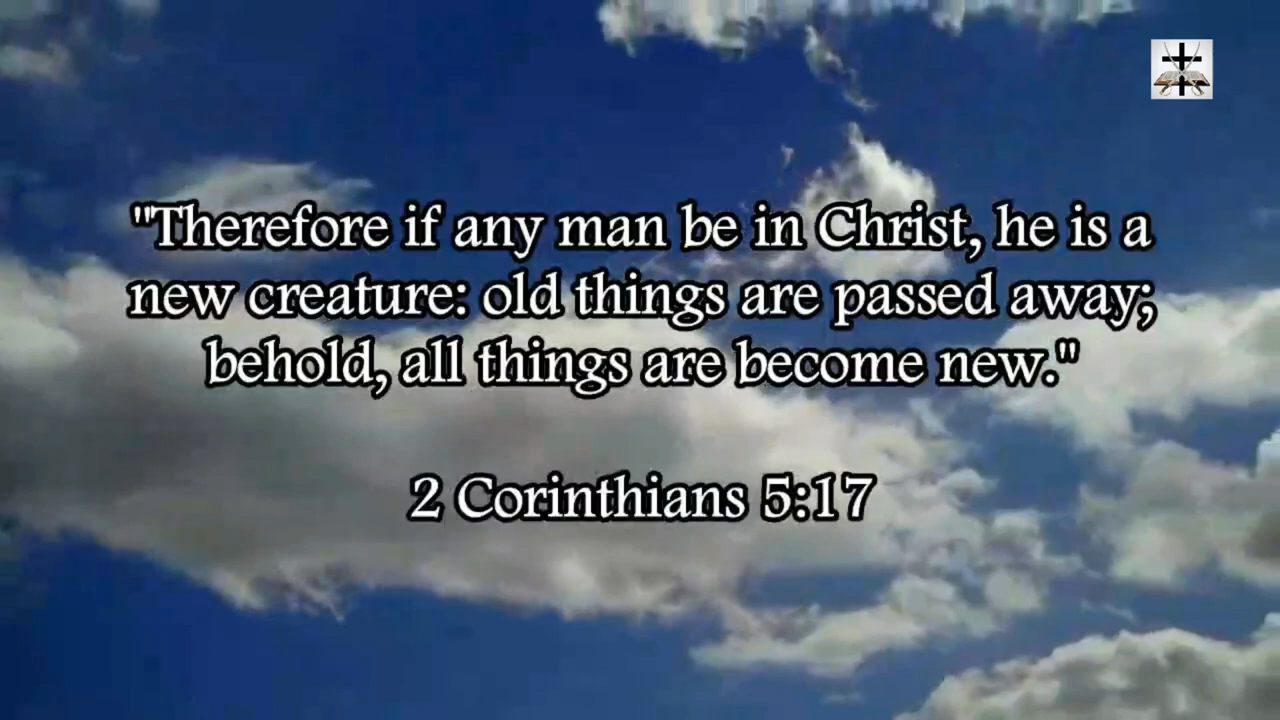 "Therefore if any man be in Christ, he is a
new creature: old things are passed away;
behold, all things are become new."
2 Corinthians 5:17